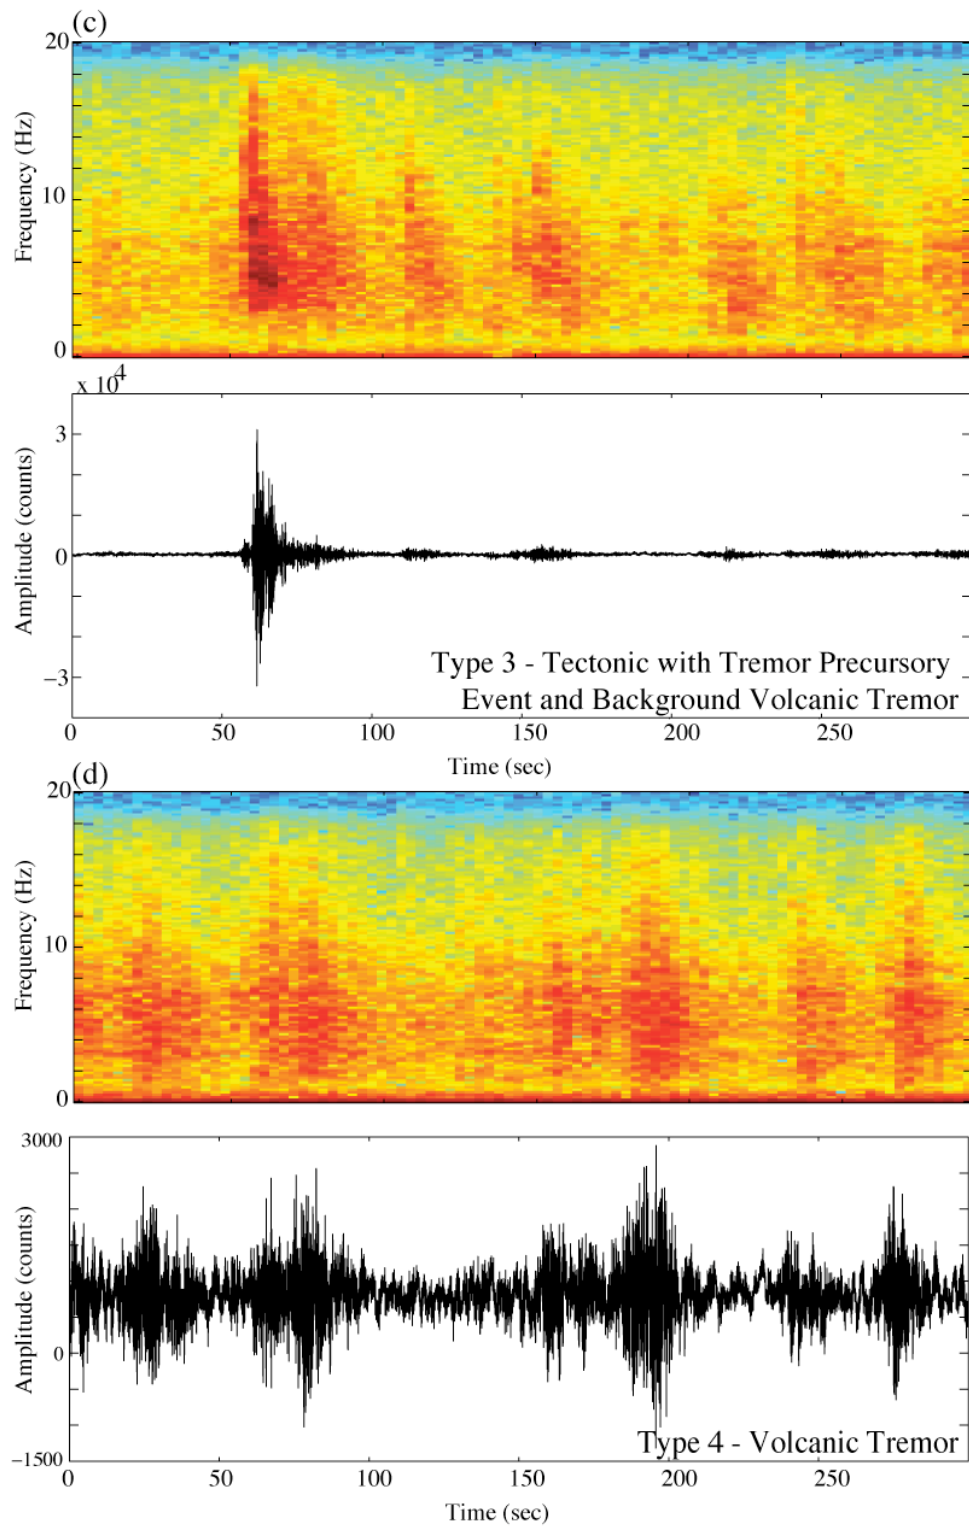 (c)
20
10
0
Frequency (Hz)
x 10^4
3
0
−3
Amplitude (counts)
Type 3 - Tectonic with Tremor Precursory
Event and Background Volcanic Tremor
0 50 100 150 200 250
Time (sec)
(d)
20
10
0
Frequency (Hz)
3000
0
−1500
Amplitude (counts)
Type 4 - Volcanic Tremor
0 50 100 150 200 250
Time (sec)